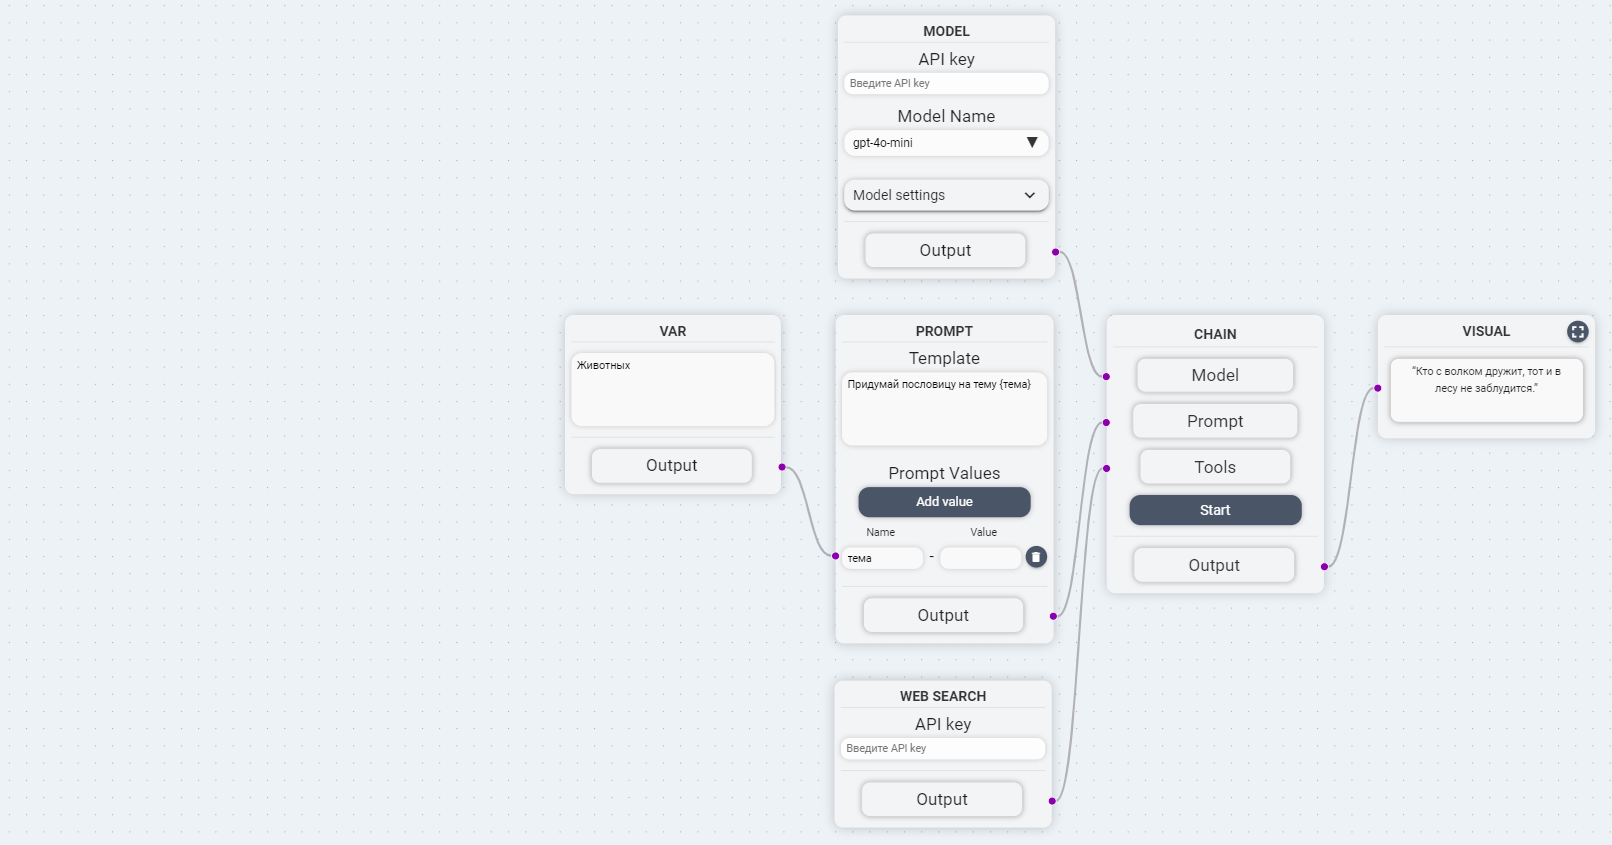 MODEL
API key
Введите API key
Model Name
gpt-4o-mini
Model settings
Output
VAR
Животных
Output
PROMPT
Template
Придумай пословицу на тему {тема}
Prompt Values
Add value
Name Value
тема -
Output
WEB SEARCH
API key
Введите API key
Output
CHAIN
Model
Prompt
Tools
Start
Output
VISUAL
“Кто с волком дружит, тот и в
лесу не заблудится.”